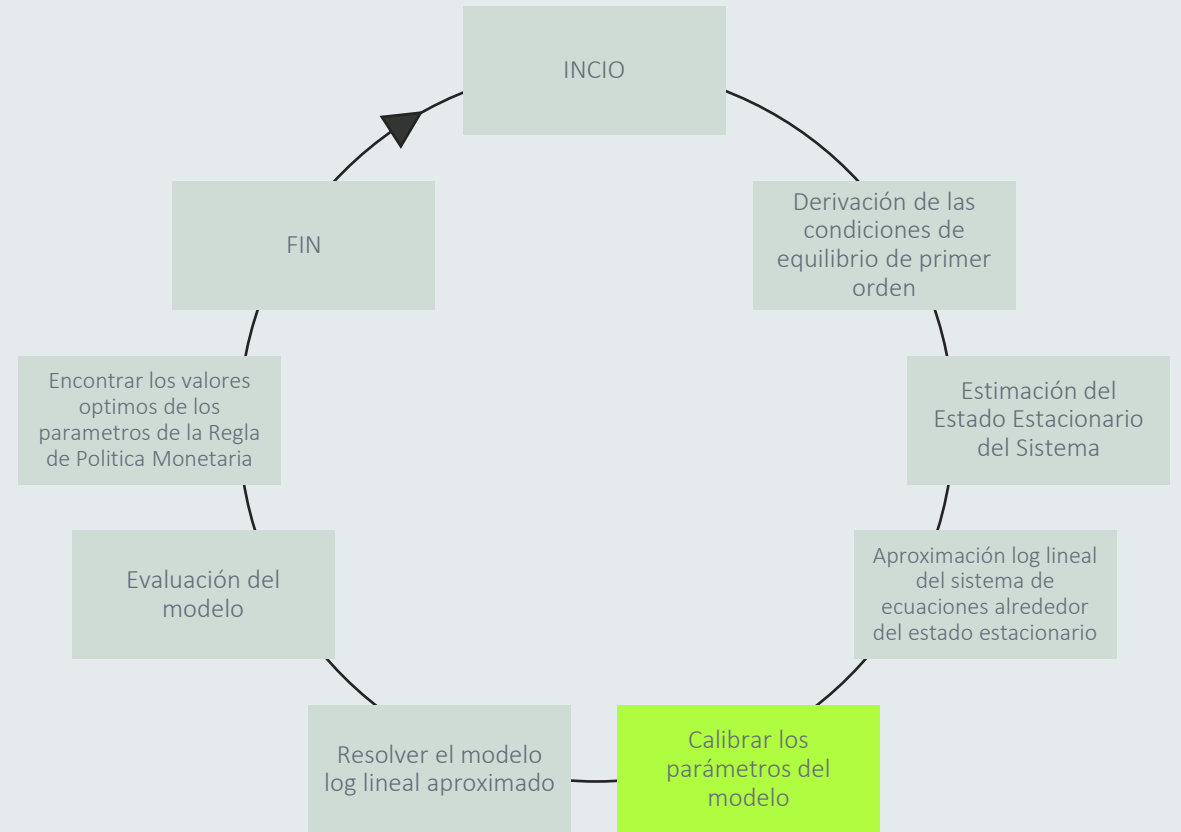 INCIO
Derivación de las
condiciones de
equilibrio de primer
orden
Estimación del
Estado Estacionario
del Sistema
Aproximación log lineal
del sistema de
ecuaciones alrededor
del estado estacionario
Calibrar los
parámetros del
modelo
Resolver el modelo
log lineal aproximado
Evaluación del
modelo
Encontrar los valores
optimos de los
parametros de la Regla
de Politica Monetaria
FIN